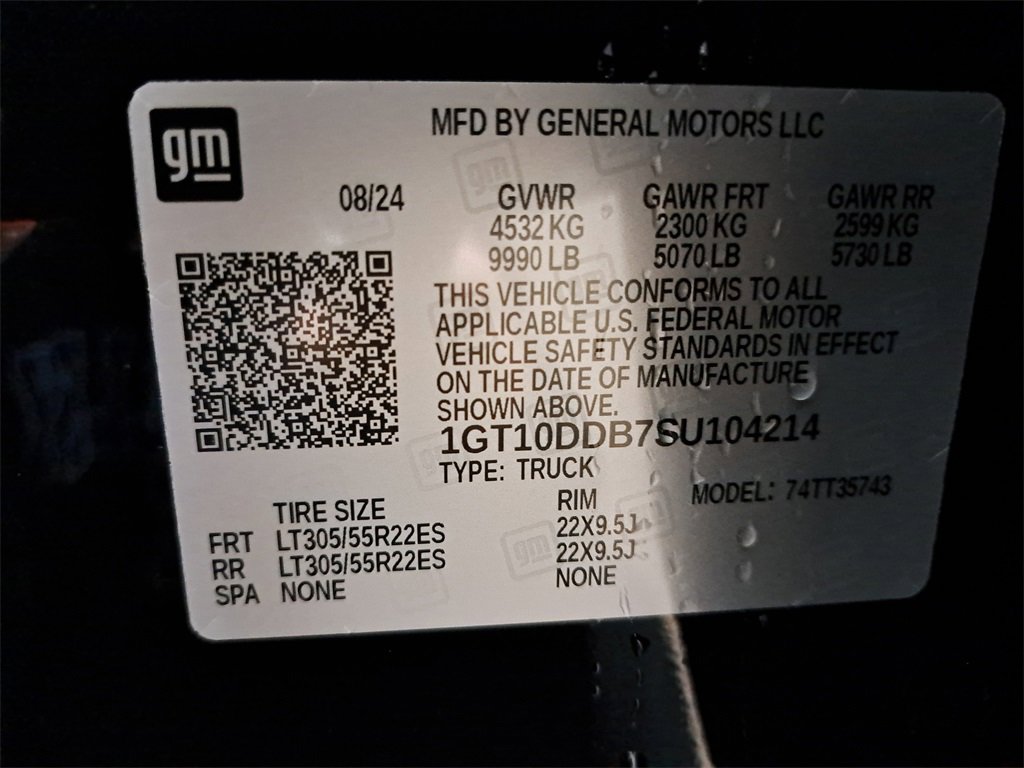 gm
MFD BY GENERAL MOTORS LLC
08/24 GVWR GAWR FRT GAWR RR
4532 KG 2300 KG 2599 KG
9990 LB 5070 LB 5730 LB
THIS VEHICLE CONFORMS TO ALL
APPLICABLE U.S. FEDERAL MOTOR
VEHICLE SAFETY STANDARDS IN EFFECT
ON THE DATE OF MANUFACTURE
SHOWN ABOVE.
1GT10DDB7SU104214
TYPE: TRUCK
TIRE SIZE RIM MODEL: 74TT35743
FRT LT305/55R22ES 22X9.5J
RR LT305/55R22ES 22X9.5J
SPA NONE NONE